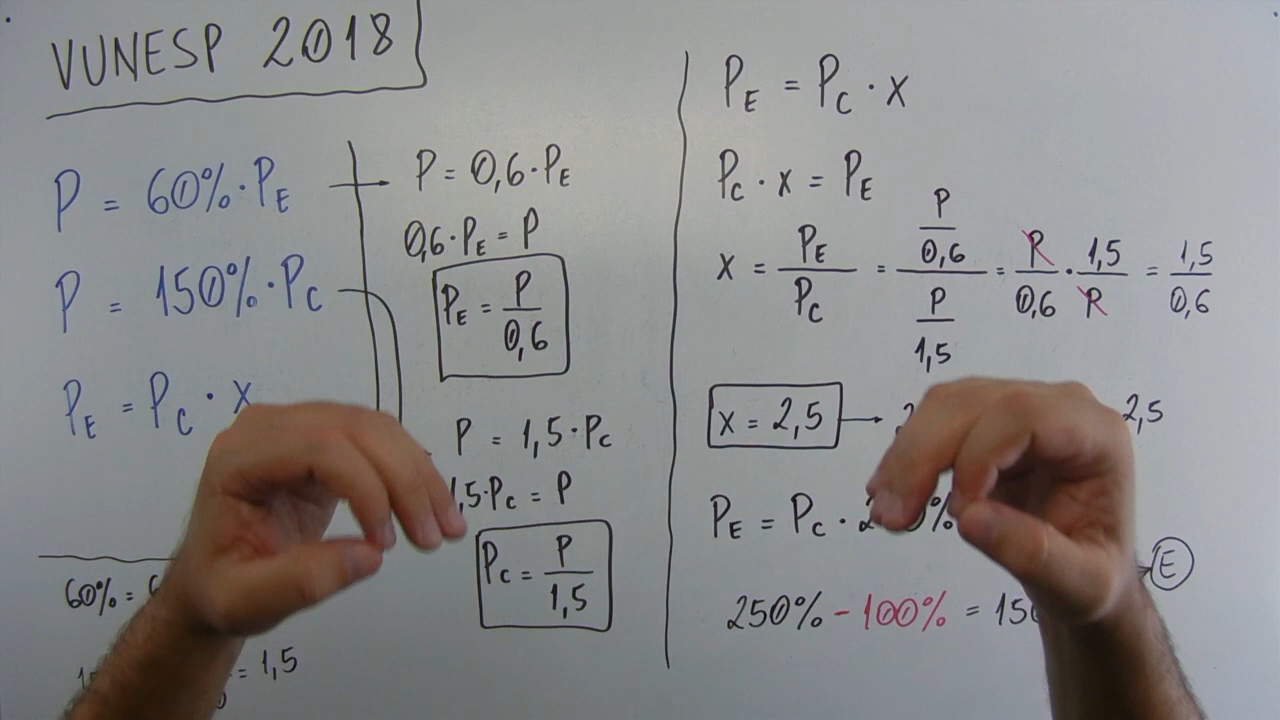 VUNESP 2018
P = 60%·P_E
P = 150%·P_C
P_E = P_C · x
60% =
= 1,5
P = 0,6·P_E
0,6·P_E = P
P_E = P/0,6
P = 1,5·P_C
,5·P_C = P
P_C = P/1,5
P_E = P_C · x
P_C · x = P_E
x = P_E/P_C = (P/0,6)/(P/1,5) = P/0,6 · 1,5/P = 1,5/0,6
x = 2,5 → 2,5
P_E = P_C · %
E
250% - 100% = 15